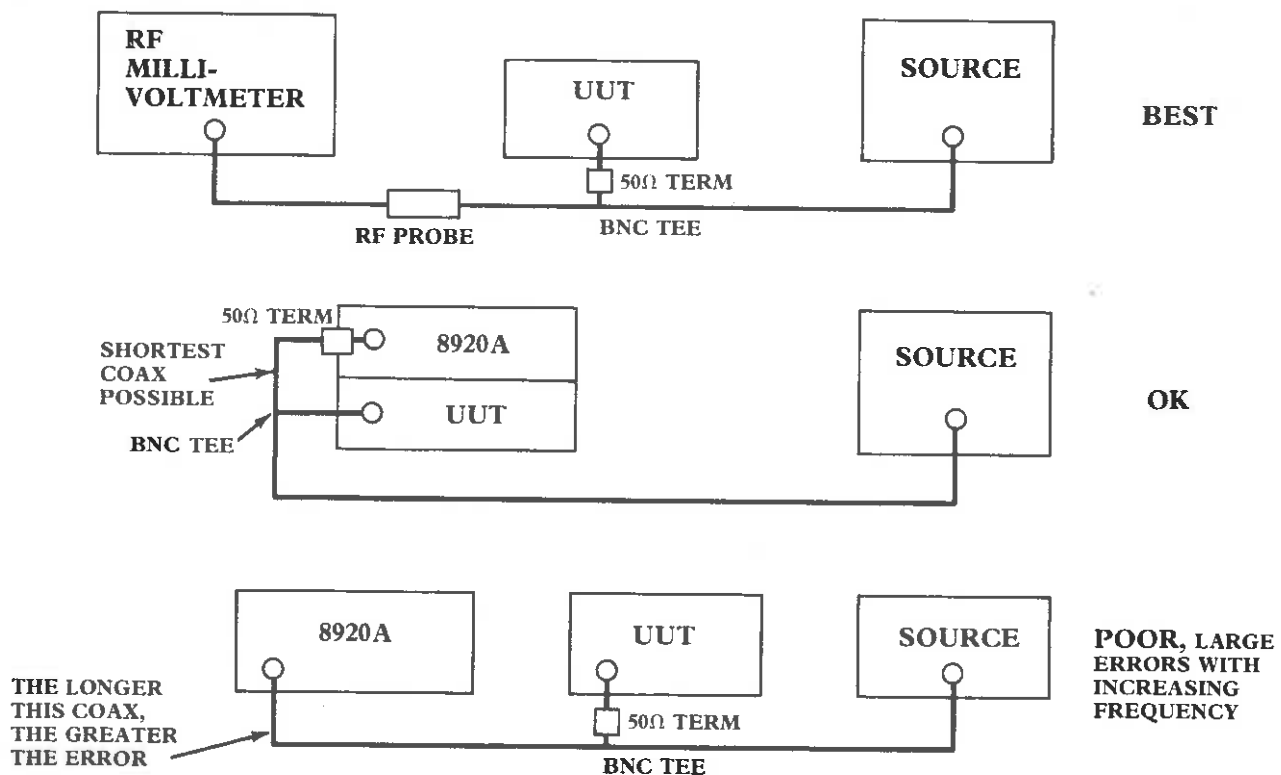 RF
MILLI-
VOLTMETER
UUT
SOURCE
BEST
50Ω TERM
RF PROBE
BNC TEE
50Ω TERM
8920A
SHORTEST
COAX
POSSIBLE
UUT
BNC TEE
SOURCE
OK
8920A
UUT
SOURCE
POOR, LARGE
ERRORS WITH
INCREASING
FREQUENCY
THE LONGER
THIS COAX,
THE GREATER
THE ERROR
50Ω TERM
BNC TEE